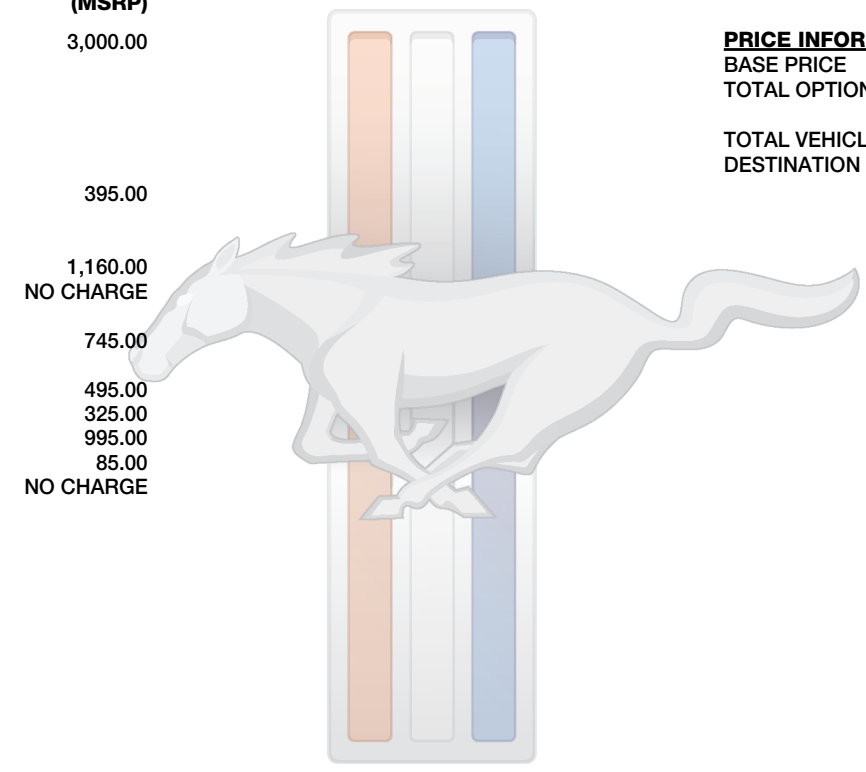 (MSRP)
3,000.00
395.00
1,160.00
NO CHARGE
745.00
495.00
325.00
995.00
85.00
NO CHARGE
PRICE INFOR
BASE PRICE
TOTAL OPTION
TOTAL VEHICL
DESTINATION